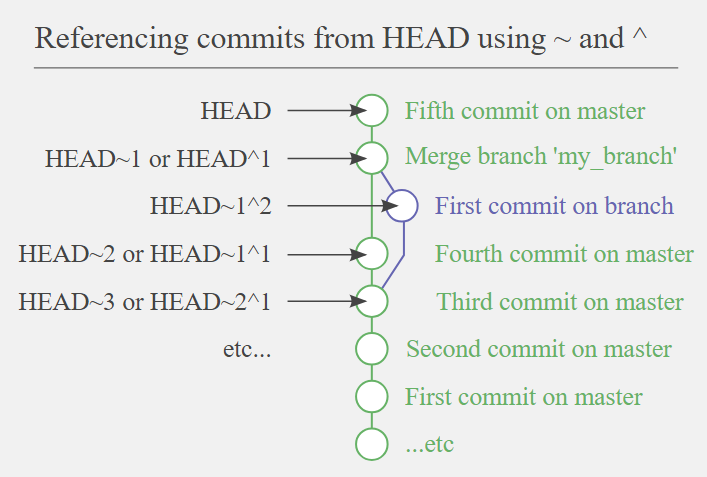 Referencing commits from HEAD using ~ and ^
HEAD Fifth commit on master
HEAD~1 or HEAD^1 Merge branch 'my_branch'
HEAD~1^2 First commit on branch
HEAD~2 or HEAD~1^1 Fourth commit on master
HEAD~3 or HEAD~2^1 Third commit on master
etc... Second commit on master
First commit on master
...etc